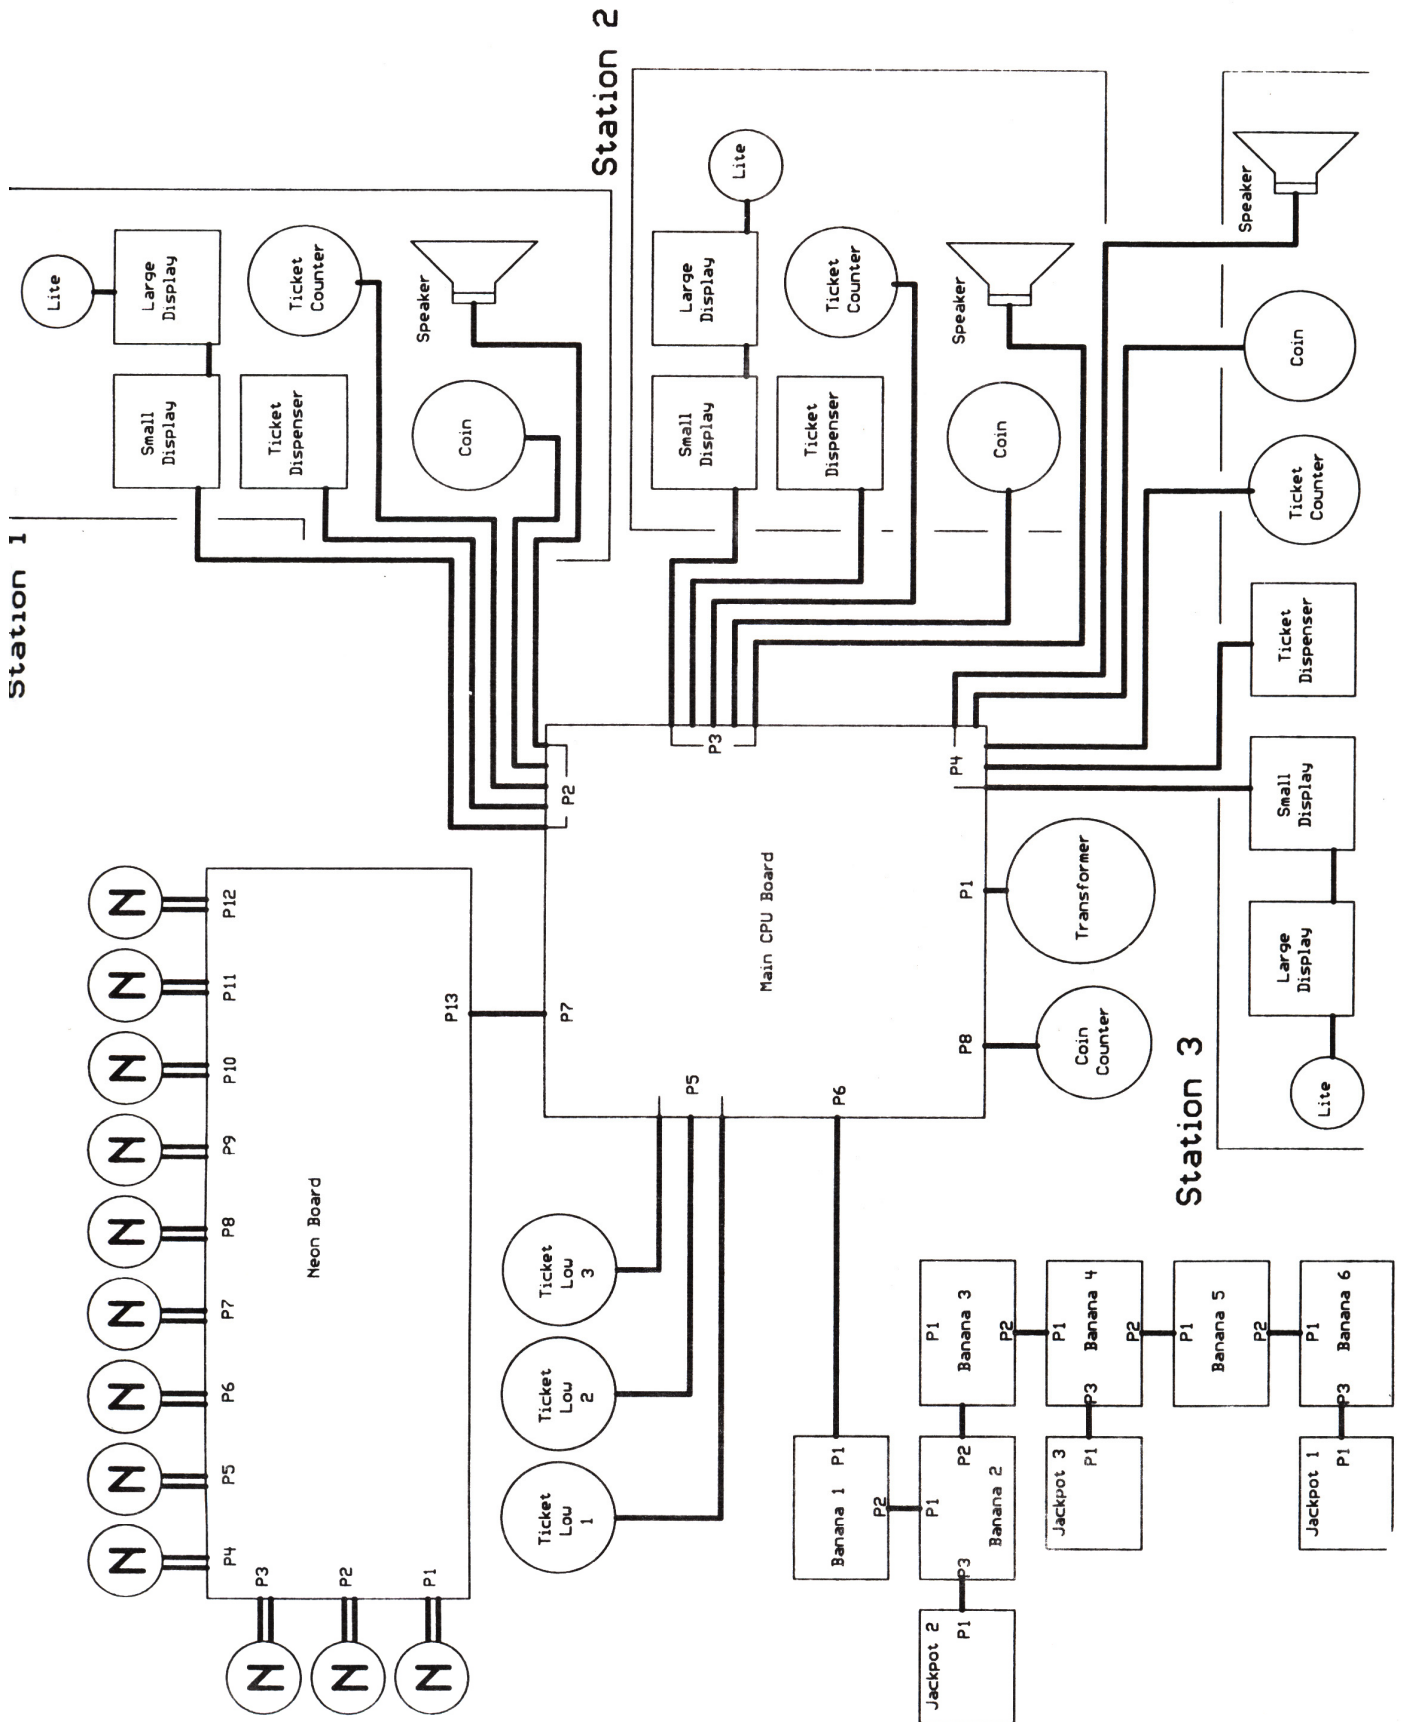 Station 1
Lite
Large
Display
Small
Display
Ticket
Counter
Ticket
Dispenser
Speaker
Coin
Station 2
Lite
Large
Display
Small
Display
Ticket
Counter
Ticket
Dispenser
Speaker
Coin
Station 3
Speaker
Coin
Ticket
Counter
Ticket
Dispenser
Small
Display
Large
Display
Lite
Main CPU Board
P2
P3
P4
P1
P8
P7
P5
P6
Transformer
Coin
Counter
Neon Board
P13
N
P12
N
P11
N
P10
N
P9
N
P8
N
P7
N
P6
N
P5
N
P4
N
P3
N
P2
N
P1
Ticket
Low
3
Ticket
Low
2
Ticket
Low
1
Banana 1
P1
P2
Banana 2
P1
P2
P3
Jackpot 2
P1
Banana 3
P1
P2
Banana 4
P1
P2
P3
Jackpot 3
P1
Banana 5
P1
P2
Banana 6
P1
P3
Jackpot 1
P1